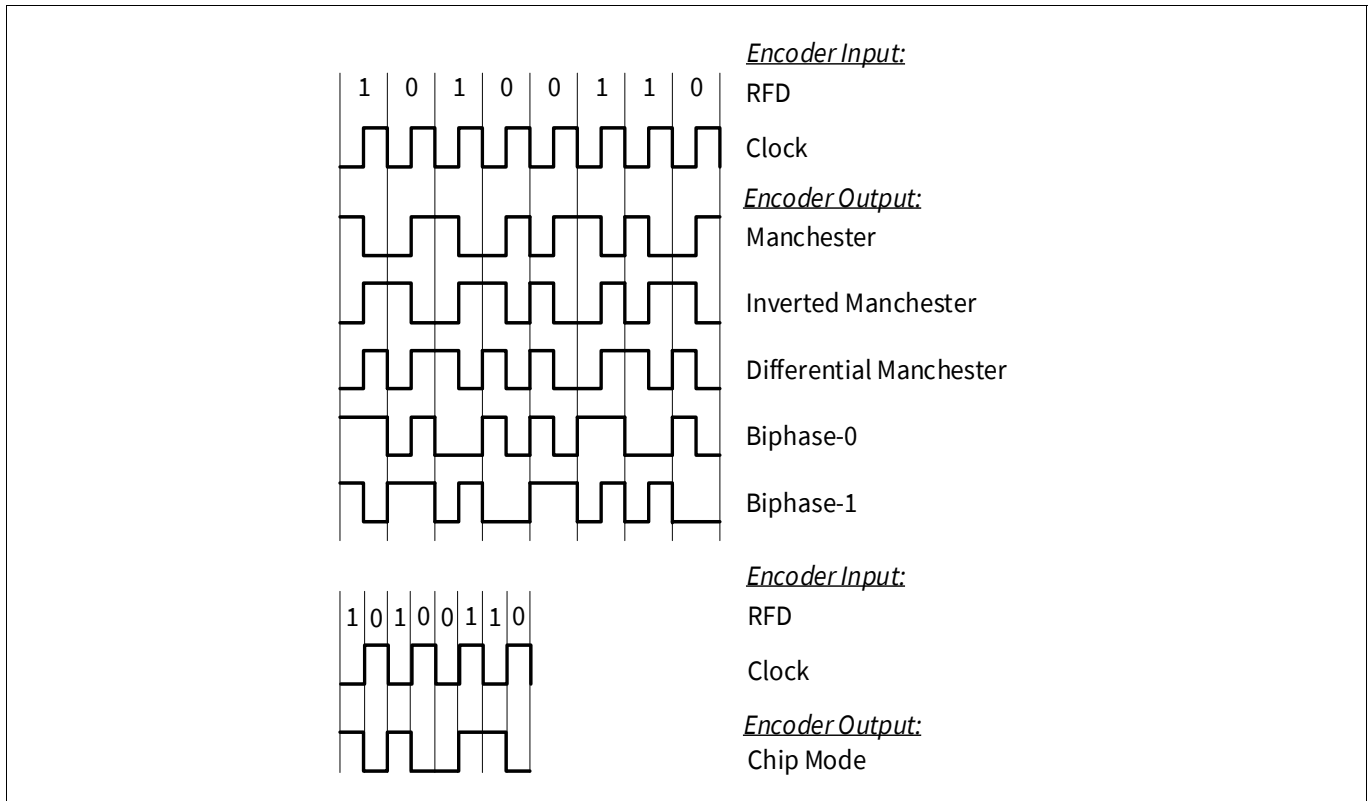 Encoder Input:
1 0 1 0 0 1 1 0 RFD
Clock
Encoder Output:
Manchester
Inverted Manchester
Differential Manchester
Biphase-0
Biphase-1
Encoder Input:
1 0 1 0 0 1 1 0 RFD
Clock
Encoder Output:
Chip Mode